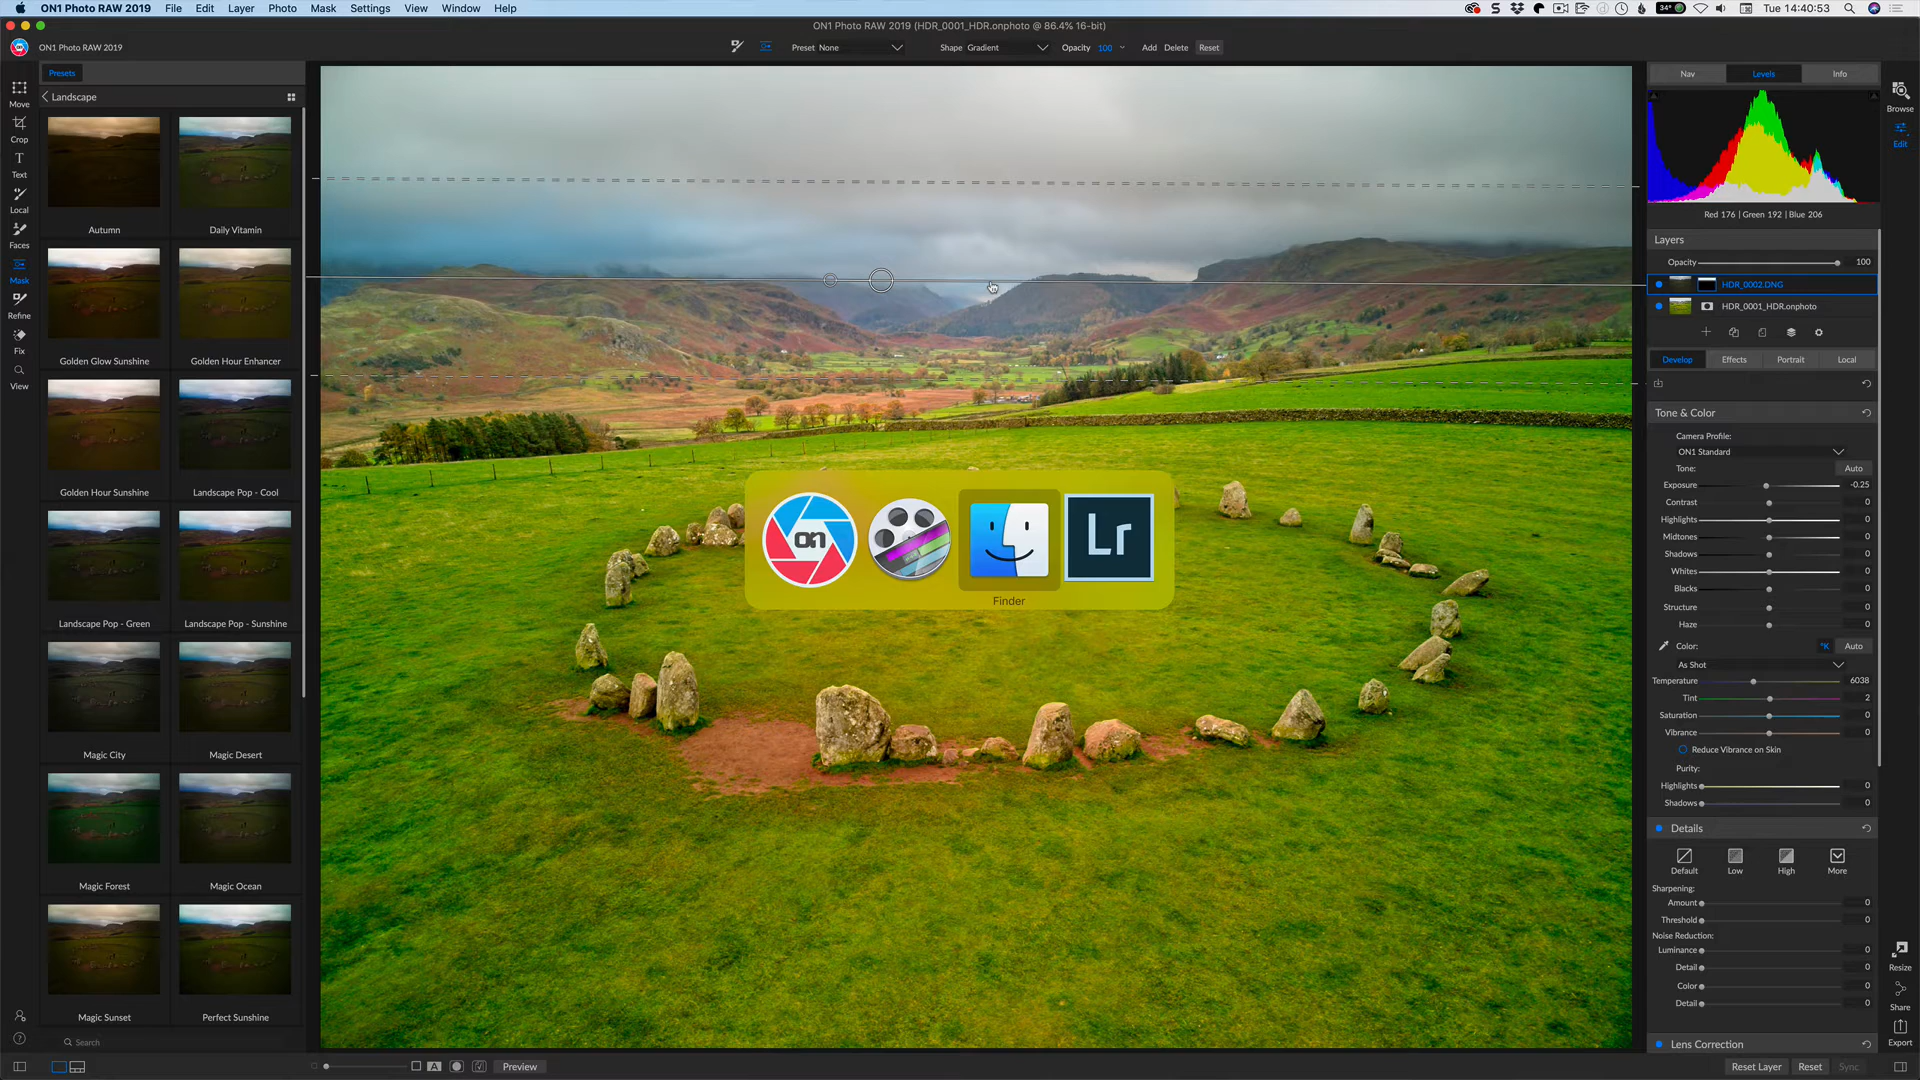 ON1 Photo RAW 2019 File Edit Layer Photo Mask Settings View Window Help
34°
Tue 14:40:53
ON1 Photo RAW 2019 (HDR_0001_HDR.onphoto @ 86.4% 16-bit)
ON1 Photo RAW 2019
Preset None
Shape Gradient
Opacity 100
Add Delete Reset
Presets
Landscape
Autumn
Daily Vitamin
Golden Glow Sunshine
Golden Hour Enhancer
Golden Hour Sunshine
Landscape Pop - Cool
Landscape Pop - Green
Landscape Pop - Sunshine
Magic City
Magic Desert
Magic Forest
Magic Ocean
Magic Sunset
Perfect Sunshine
Search
Move
Crop
Text
Local
Faces
Mask
Refine
Fix
View
on1
Lr
Finder
A
Preview
Nav Levels Info
Red 176 | Green 192 | Blue 206
Layers
Opacity 100
HDR_0002.DNG
HDR_0001_HDR.onphoto
Develop Effects Portrait Local
Tone & Color
Camera Profile:
ON1 Standard
Tone: Auto
Exposure -0.25
Contrast 0
Highlights 0
Midtones 0
Shadows 0
Whites 0
Blacks 0
Structure 0
Haze 0
Color: °K Auto
As Shot
Temperature 6038
Tint 2
Saturation 0
Vibrance 0
Reduce Vibrance on Skin
Purity:
Highlights 0
Shadows 0
Details
Default Low High More
Sharpening:
Amount 0
Threshold 0
Noise Reduction:
Luminance 0
Detail 0
Color 0
Detail 0
Lens Correction
Reset Layer Reset Sync
Browse
Edit
Resize
Share
Export